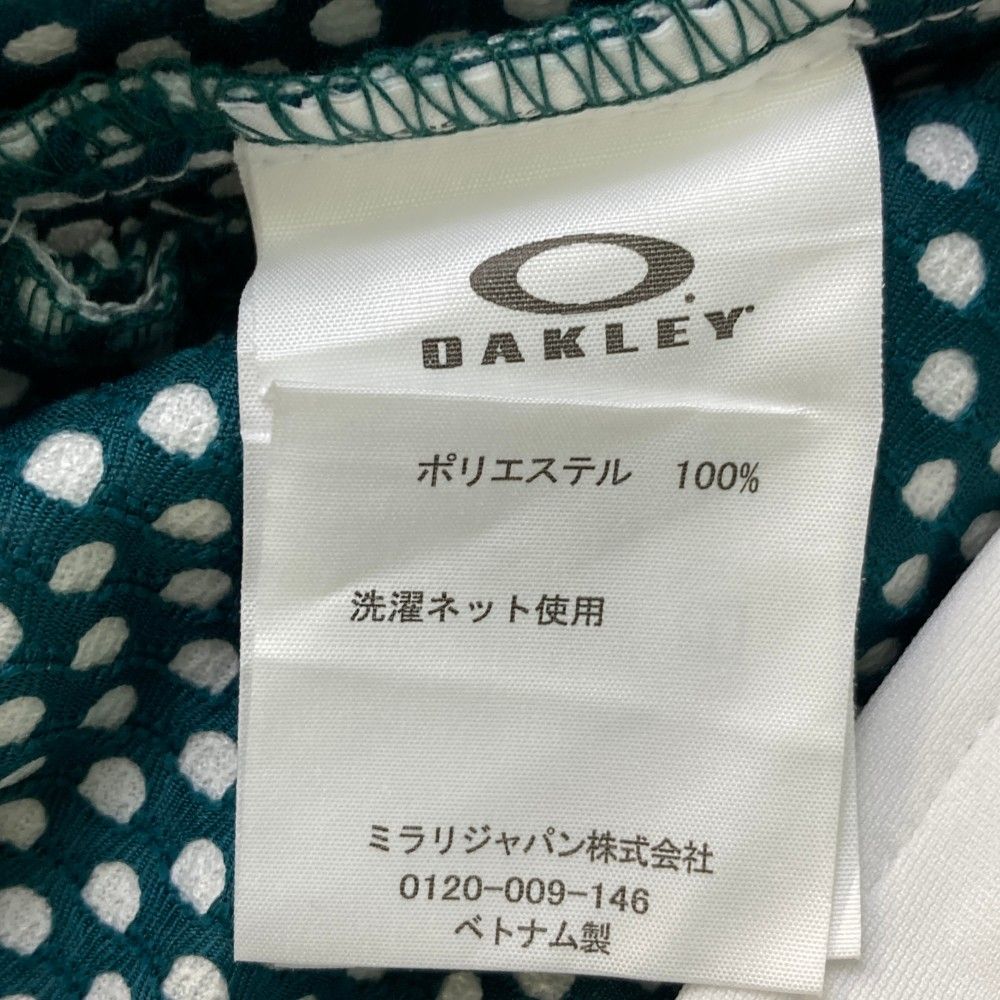 OAKLEY
ポリエステル 100%
洗濯ネット使用
ミラリジャパン株式会社
0120-009-146
ベトナム製